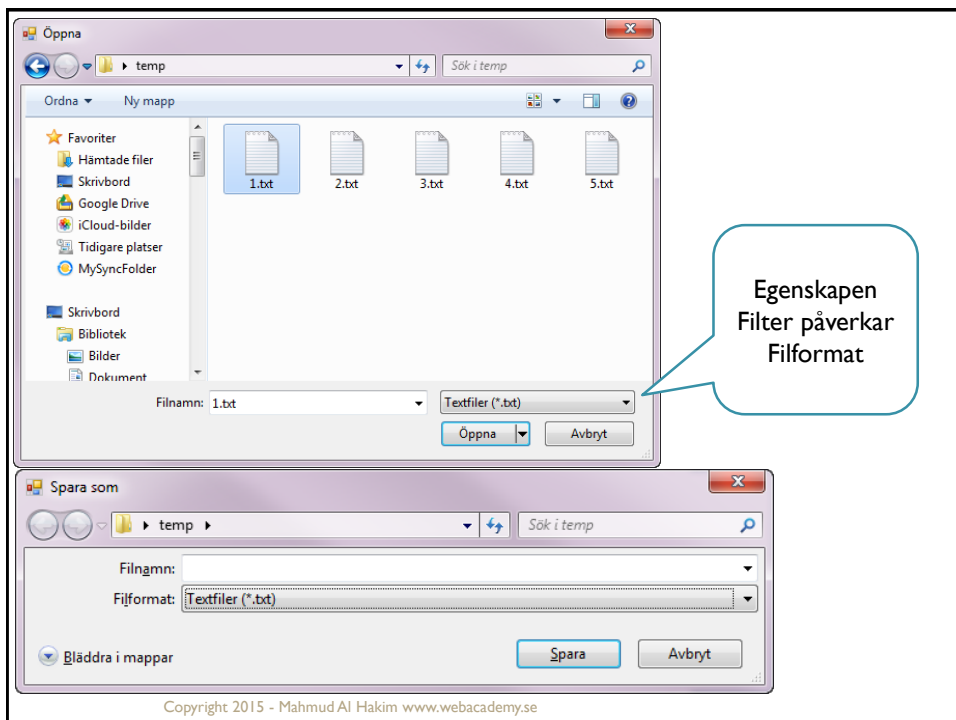 Öppna
temp
Sök i temp
Ordna
Ny mapp
Favoriter
Hämtade filer
Skrivbord
Google Drive
iCloud-bilder
Tidigare platser
MySyncFolder
Skrivbord
Bibliotek
Bilder
Dokument
1.txt 2.txt 3.txt 4.txt 5.txt
Filnamn: 1.txt
Textfiler (*.txt)
Öppna
Avbryt
Egenskapen
Filter påverkar
Filformat
Spara som
temp
Sök i temp
Filnamn:
Filformat: Textfiler (*.txt)
Bläddra i mappar
Spara
Avbryt
Copyright 2015 - Mahmud Al Hakim www.webacademy.se